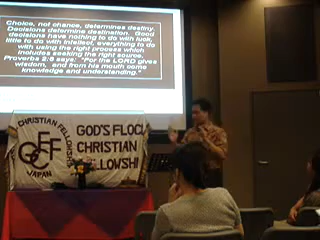 Choice, not chance, determines destiny.
Decisions determine destination. Good
decisions have nothing to do with luck,
little to do with intellect, everything to do
with using the right process which
includes seeking the right source.
Proverbs 2:6 says: "For the LORD gives
wisdom, and from his mouth come
knowledge and understanding."
CHRISTIAN FELLOWSHIP
JAPAN
GOD'S FLOC
CHRISTIAN
FELLOWSHI